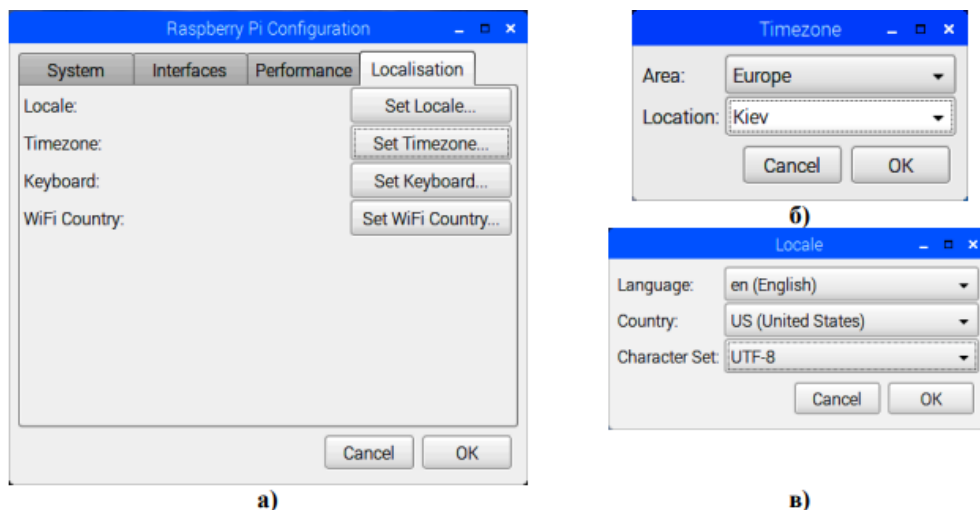 Raspberry Pi Configuration
System Interfaces Performance Localisation
Locale: Set Locale...
Timezone: Set Timezone...
Keyboard: Set Keyboard...
WiFi Country: Set WiFi Country...
Cancel OK
а)
Timezone
Area: Europe
Location: Kiev
Cancel OK
б)
Locale
Language: en (English)
Country: US (United States)
Character Set: UTF-8
Cancel OK
в)